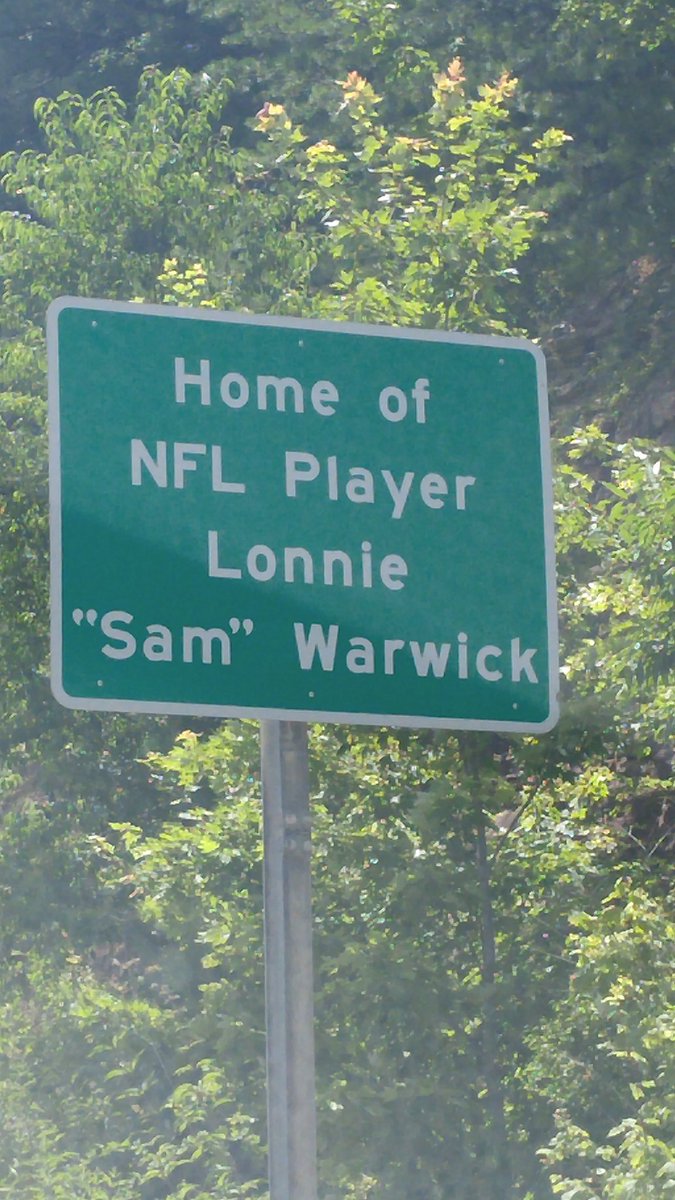 Home of
NFL Player
Lonnie
“Sam” Warwick